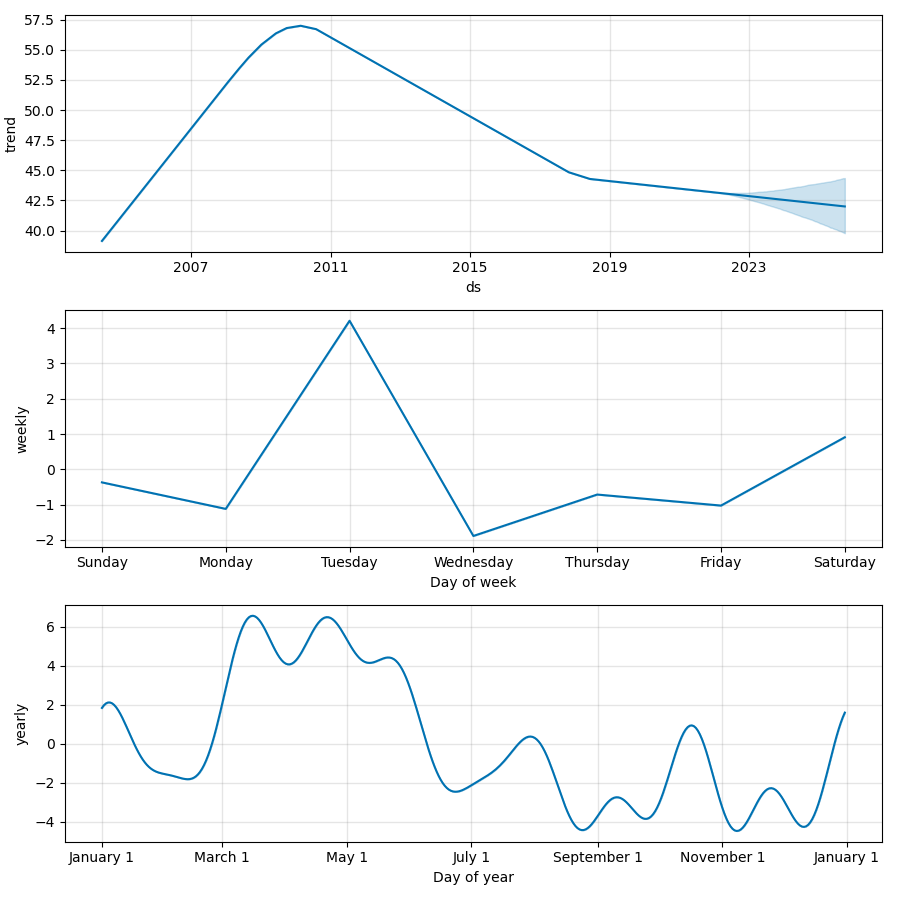 57.5
55.0
52.5
50.0
47.5
45.0
42.5
40.0
trend
2007 2011 2015 2019 2023
ds
4
3
2
1
0
−1
−2
weekly
Sunday Monday Tuesday Wednesday Thursday Friday Saturday
Day of week
6
4
2
0
−2
−4
yearly
January 1 March 1 May 1 July 1 September 1 November 1 January 1
Day of year